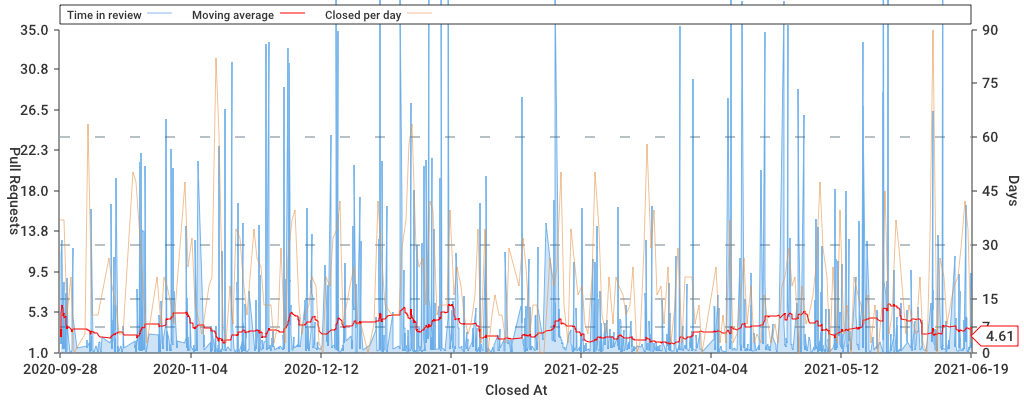 Time in review Moving average Closed per day
35.0 90
30.8 75
26.5
60
22.3
Pull Requests
Days
18.0 45
13.8
30
9.5
15
5.3
7
4.61
1.0 0
2020-09-28 2020-11-04 2020-12-12 2021-01-19 2021-02-25 2021-04-04 2021-05-12 2021-06-19
Closed At